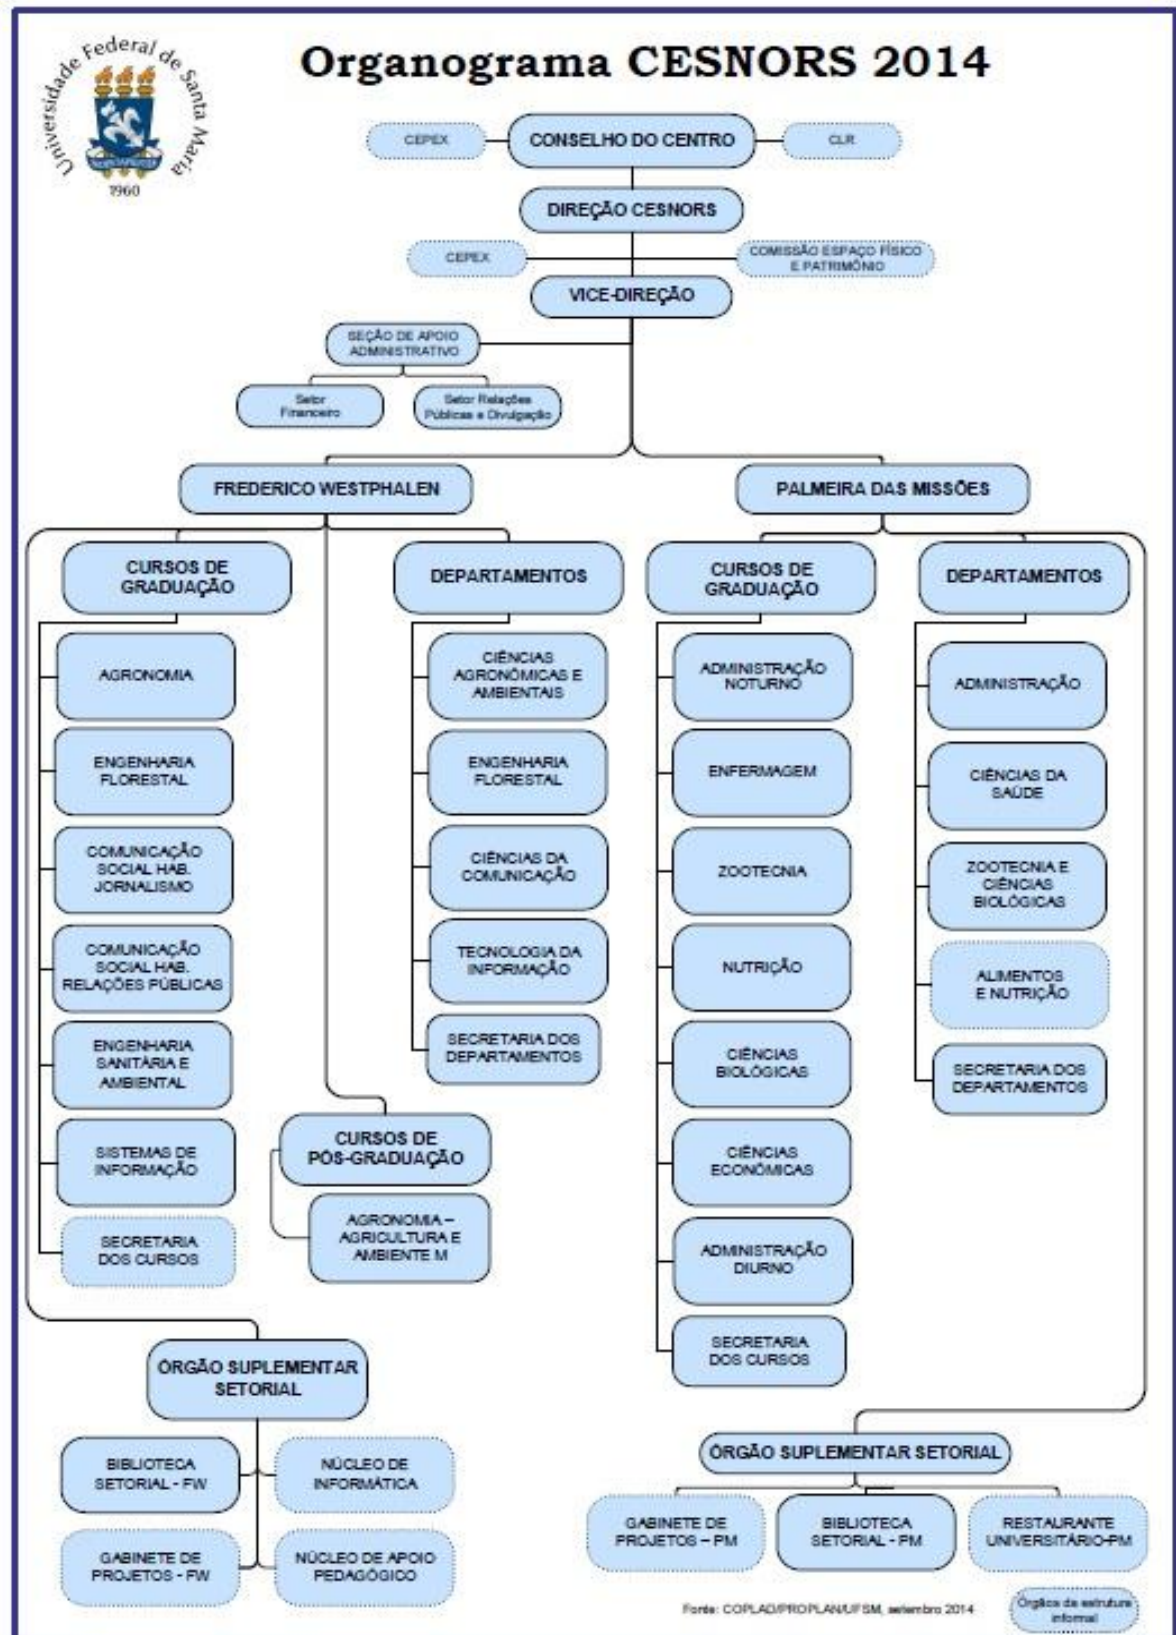 Universidade Federal de Santa Maria
1960
Organograma CESNORS 2014
CEPEX
CONSELHO DO CENTRO
CLR
DIREÇÃO CESNORS
CEPEX
COMISSÃO ESPAÇO FÍSICO
E PATRIMÔNIO
VICE-DIREÇÃO
SEÇÃO DE APOIO
ADMINISTRATIVO
Setor
Financeiro
Setor Relações
Públicas e Divulgação
FREDERICO WESTPHALEN
CURSOS DE
GRADUAÇÃO
AGRONOMIA
ENGENHARIA
FLORESTAL
COMUNICAÇÃO
SOCIAL HAB.
JORNALISMO
COMUNICAÇÃO
SOCIAL HAB.
RELAÇÕES PÚBLICAS
ENGENHARIA
SANITÁRIA E
AMBIENTAL
SISTEMAS DE
INFORMAÇÃO
SECRETARIA
DOS CURSOS
DEPARTAMENTOS
CIÊNCIAS
AGRONÔMICAS E
AMBIENTAIS
ENGENHARIA
FLORESTAL
CIÊNCIAS DA
COMUNICAÇÃO
TECNOLOGIA DA
INFORMAÇÃO
SECRETARIA DOS
DEPARTAMENTOS
CURSOS DE
PÓS-GRADUAÇÃO
AGRONOMIA –
AGRICULTURA E
AMBIENTE M
ÓRGÃO SUPLEMENTAR
SETORIAL
BIBLIOTECA
SETORIAL - FW
NÚCLEO DE
INFORMÁTICA
GABINETE DE
PROJETOS - FW
NÚCLEO DE APOIO
PEDAGÓGICO
PALMEIRA DAS MISSÕES
CURSOS DE
GRADUAÇÃO
ADMINISTRAÇÃO
NOTURNO
ENFERMAGEM
ZOOTECNIA
NUTRIÇÃO
CIÊNCIAS
BIOLÓGICAS
CIÊNCIAS
ECONÔMICAS
ADMINISTRAÇÃO
DIURNO
SECRETARIA
DOS CURSOS
DEPARTAMENTOS
ADMINISTRAÇÃO
CIÊNCIAS DA
SAÚDE
ZOOTECNIA E
CIÊNCIAS
BIOLÓGICAS
ALIMENTOS
E NUTRIÇÃO
SECRETARIA DOS
DEPARTAMENTOS
ÓRGÃO SUPLEMENTAR SETORIAL
GABINETE DE
PROJETOS – PM
BIBLIOTECA
SETORIAL - PM
RESTAURANTE
UNIVERSITÁRIO-PM
Fonte: COPLAD/PROPLAN/UFSM, setembro 2014
Órgãos da estrutura
informal